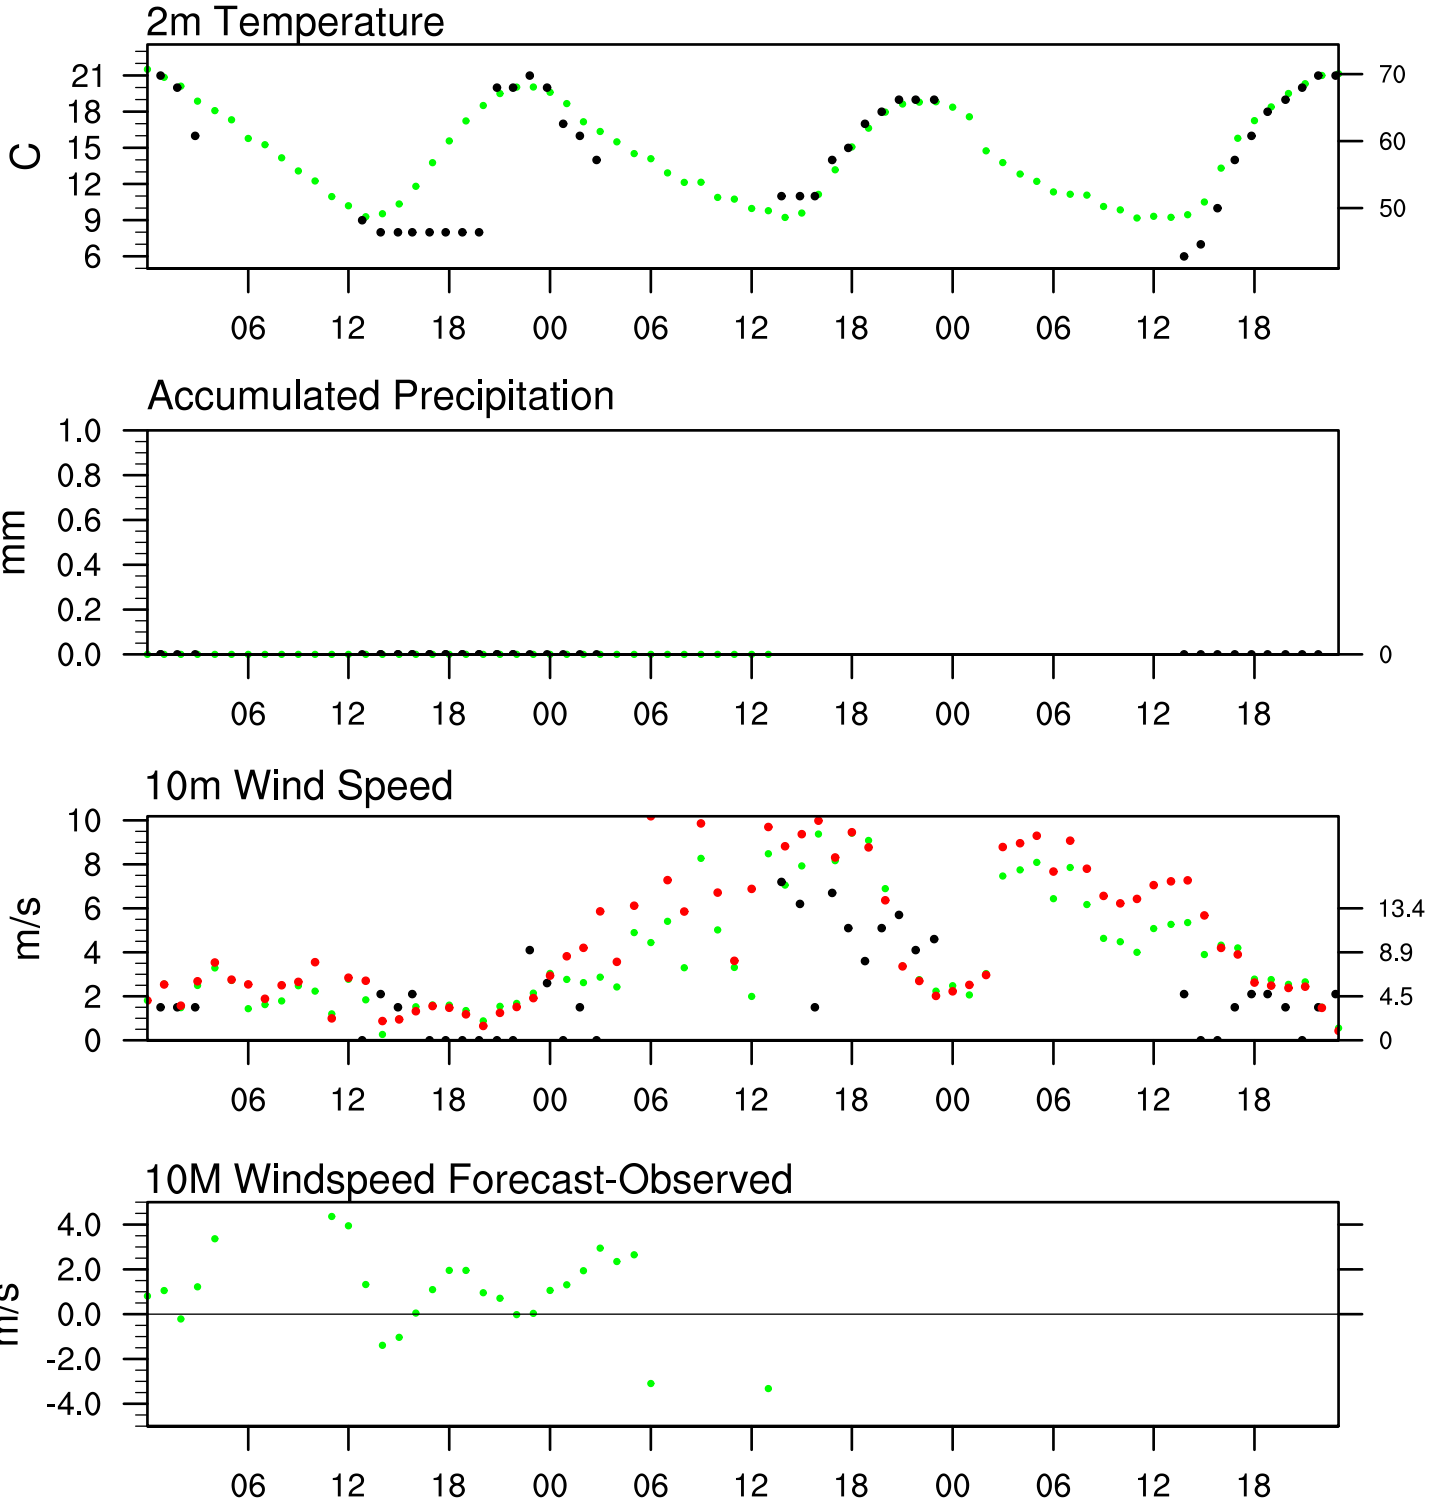 2m Temperature
21
18
15
12
9
6
C
70
60
50
06 12 18 00 06 12 18 00 06 12 18
Accumulated Precipitation
1.0
0.8
0.6
0.4
0.2
0.0
mm
0
06 12 18 00 06 12 18 00 06 12 18
10m Wind Speed
10
8
6
4
2
0
m/s
13.4
8.9
4.5
0
06 12 18 00 06 12 18 00 06 12 18
10M Windspeed Forecast-Observed
4.0
2.0
0.0
-2.0
-4.0
m/s
06 12 18 00 06 12 18 00 06 12 18